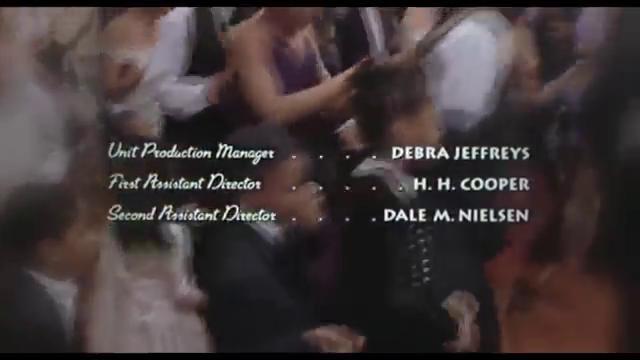 Unit Production Manager . . . . DEBRA JEFFREYS
First Assistant Director . . . . . H. H. COOPER
Second Assistant Director . . . . DALE M. NIELSEN